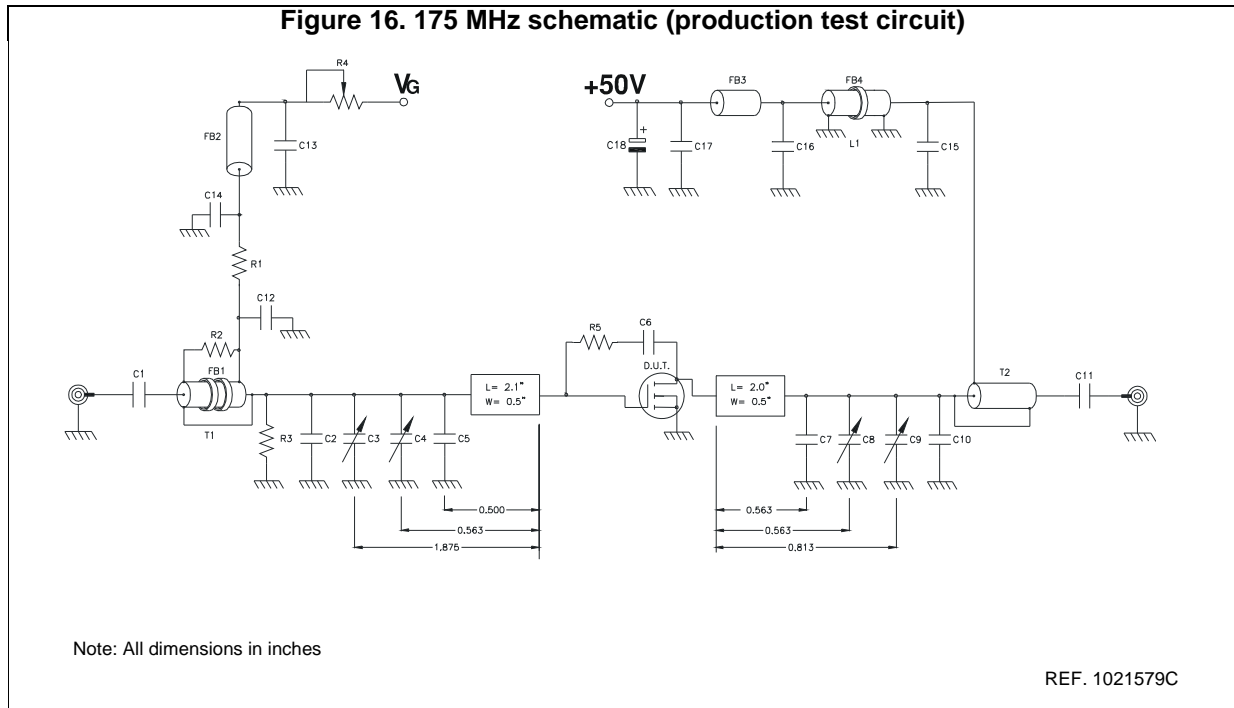 Figure 16. 175 MHz schematic (production test circuit)
R4
VG
+50V
FB3
FB4
FB2
C13
C18
+
C17
C16
L1
C15
C14
R1
C12
R2
FB1
C1
T1
R3
C2
C3
C4
C5
L= 2.1"
W= 0.5"
R5
C6
D.U.T.
L= 2.0"
W= 0.5"
T2
C11
C7
C8
C9
C10
0.500
0.563
1.875
0.563
0.563
0.813
Note: All dimensions in inches
REF. 1021579C